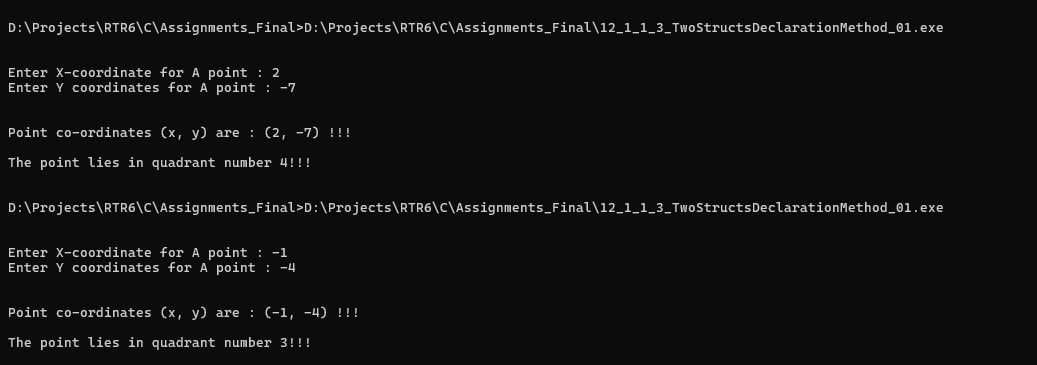 D:\Projects\RTR6\C\Assignments_Final>D:\Projects\RTR6\C\Assignments_Final\12_1_1_3_TwoStructsDeclarationMethod_01.exe
Enter X-coordinate for A point : 2
Enter Y coordinates for A point : -7
Point co-ordinates (x, y) are : (2, -7) !!!
The point lies in quadrant number 4!!!
D:\Projects\RTR6\C\Assignments_Final>D:\Projects\RTR6\C\Assignments_Final\12_1_1_3_TwoStructsDeclarationMethod_01.exe
Enter X-coordinate for A point : -1
Enter Y coordinates for A point : -4
Point co-ordinates (x, y) are : (-1, -4) !!!
The point lies in quadrant number 3!!!